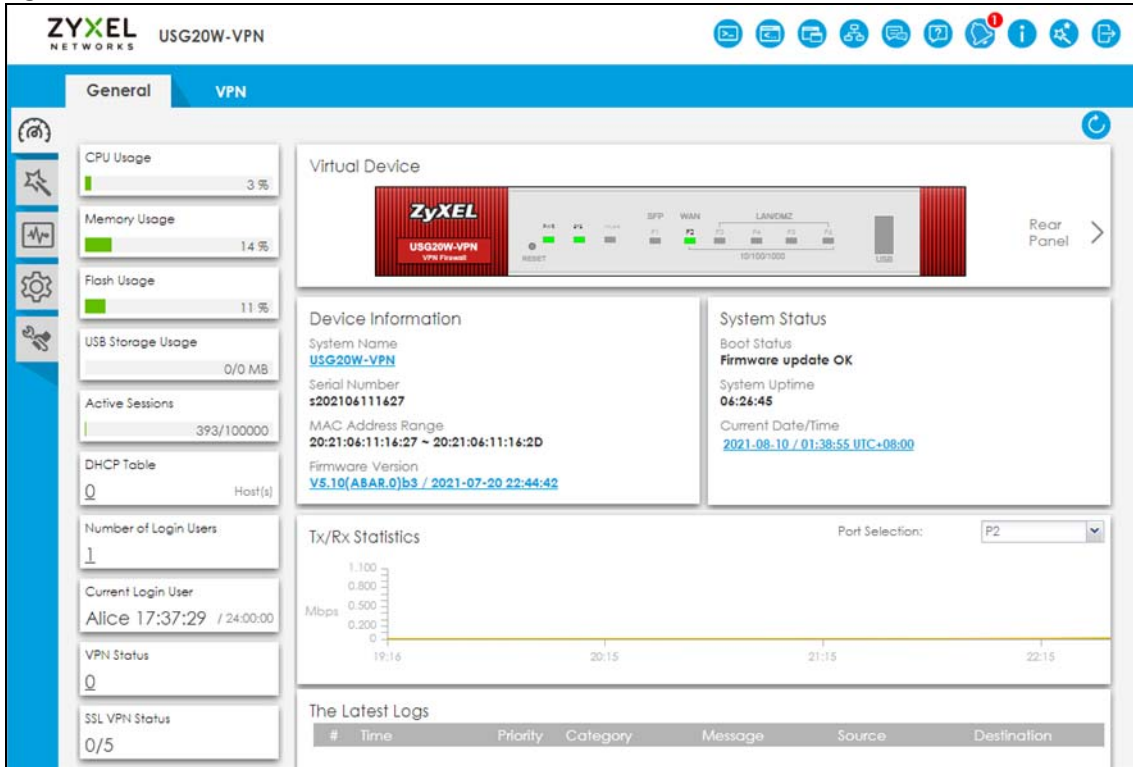 ZYXEL
NETWORKS
USG20W-VPN
1
General
VPN
CPU Usage
3 %
Memory Usage
14 %
Flash Usage
11 %
USB Storage Usage
0/0 MB
Active Sessions
393/100000
DHCP Table
0 Host(s)
Number of Login Users
1
Current Login User
Alice 17:37:29 / 24:00:00
VPN Status
0
SSL VPN Status
0/5
Virtual Device
ZyXEL
USG20W-VPN
VPN Firewall
RESET
PWR SYS
SFP WAN LAN/DMZ
P1 P2 P3 P4 P5 P6
10/100/1000
USB
Rear
Panel
Device Information
System Name
USG20W-VPN
Serial Number
s202106111627
MAC Address Range
20:21:06:11:16:27 ~ 20:21:06:11:16:2D
Firmware Version
V5.10(ABAR.0)b3 / 2021-07-20 22:44:42
System Status
Boot Status
Firmware update OK
System Uptime
06:26:45
Current Date/Time
2021-08-10 / 01:38:55 UTC+08:00
Tx/Rx Statistics
Port Selection: P2
1.100
0.800
Mbps
0.500
0.200
0
19:16 20:15 21:15 22:15
The Latest Logs
# Time Priority Category Message Source Destination